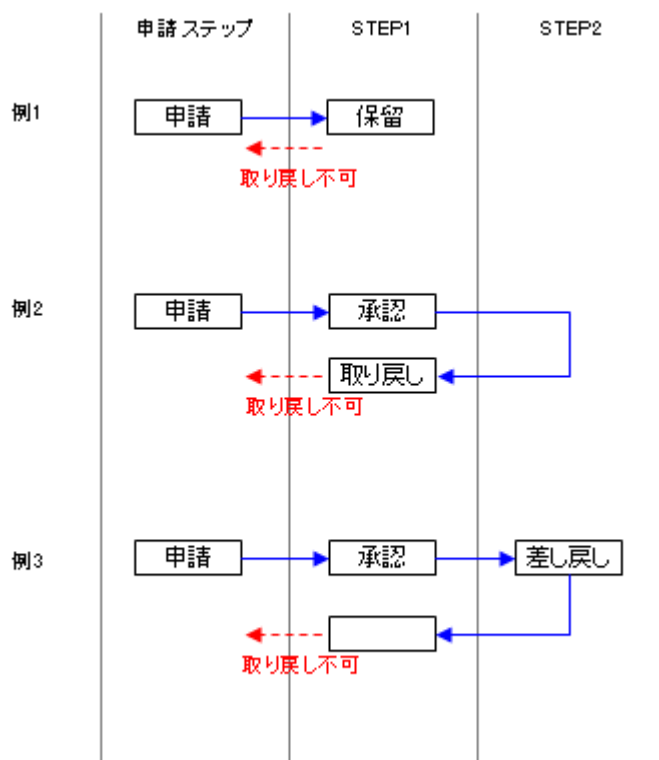 申請ステップ STEP1 STEP2
例1 申請 保留
取り戻し不可
例2 申請 承認
取り戻し
取り戻し不可
例3 申請 承認 差し戻し
取り戻し不可